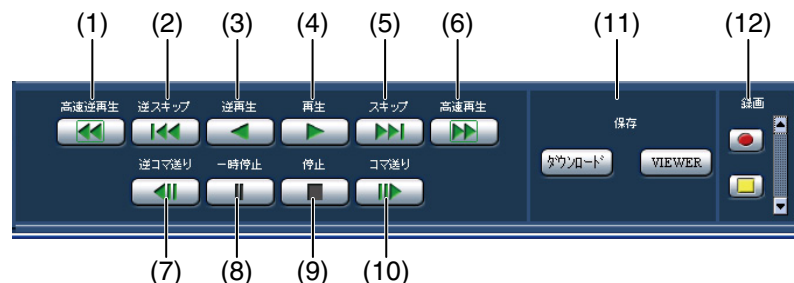 (1) (2) (3) (4) (5) (6) (11) (12)
高速逆再生 逆スキップ 逆再生 再生 スキップ 高速再生 録画
保存
逆コマ送り 一時停止 停止 コマ送り ダウンロード VIEWER
(7) (8) (9) (10)